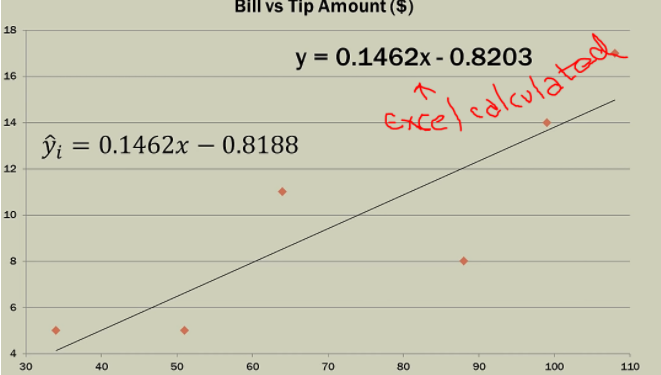 Bill vs Tip Amount ($)
18
y = 0.1462x - 0.8203
16
Excel calculated
14
ŷᵢ = 0.1462x − 0.8188
12
10
8
6
4
30 40 50 60 70 80 90 100 110